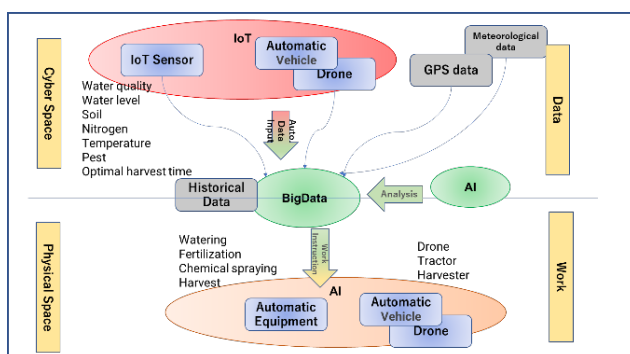 IoT
Meteorological
data
IoT Sensor
Automatic
Vehicle
Drone
GPS data
Cyber Space
Data
Water quality
Water level
Soil
Nitrogen
Temperature
Pest
Optimal harvest time
Auto
Data
Input
Historical
Data
BigData
Analysis
AI
Physical Space
Work
Watering
Fertilization
Chemical spraying
Harvest
Work
Instruction
Drone
Tractor
Harvester
AI
Automatic
Equipment
Automatic
Vehicle
Drone